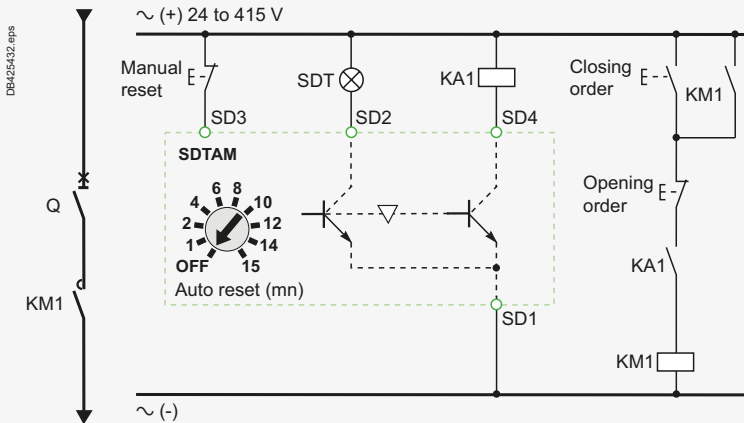 DB425432.eps
∼ (+) 24 to 415 V
Manual
reset
SD3
SDT
SD2
KA1
SD4
Closing
order
KM1
SDTAM
OFF
1
2
4
6
8
10
12
14
15
Auto reset (mn)
SD1
Opening
order
KA1
KM1
Q
KM1
∼ (-)